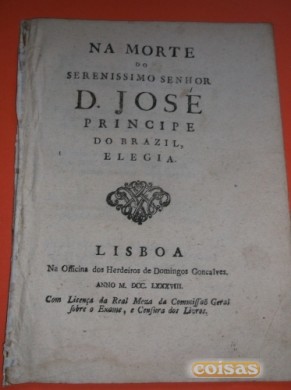 NA MORTE
DO
SERENISSIMO SENHOR
D. JOSÉ
PRINCIPE
DO BRAZIL,
ELEGIA.
LISBOA
Na Officina dos Herdeiros de Domingos Gonçalves.
ANNO M. DCC. LXXXVIII.
Com Licença da Real Meza da Commissaõ Geral
sobre o Exame, e Censura dos Livros.
coisas